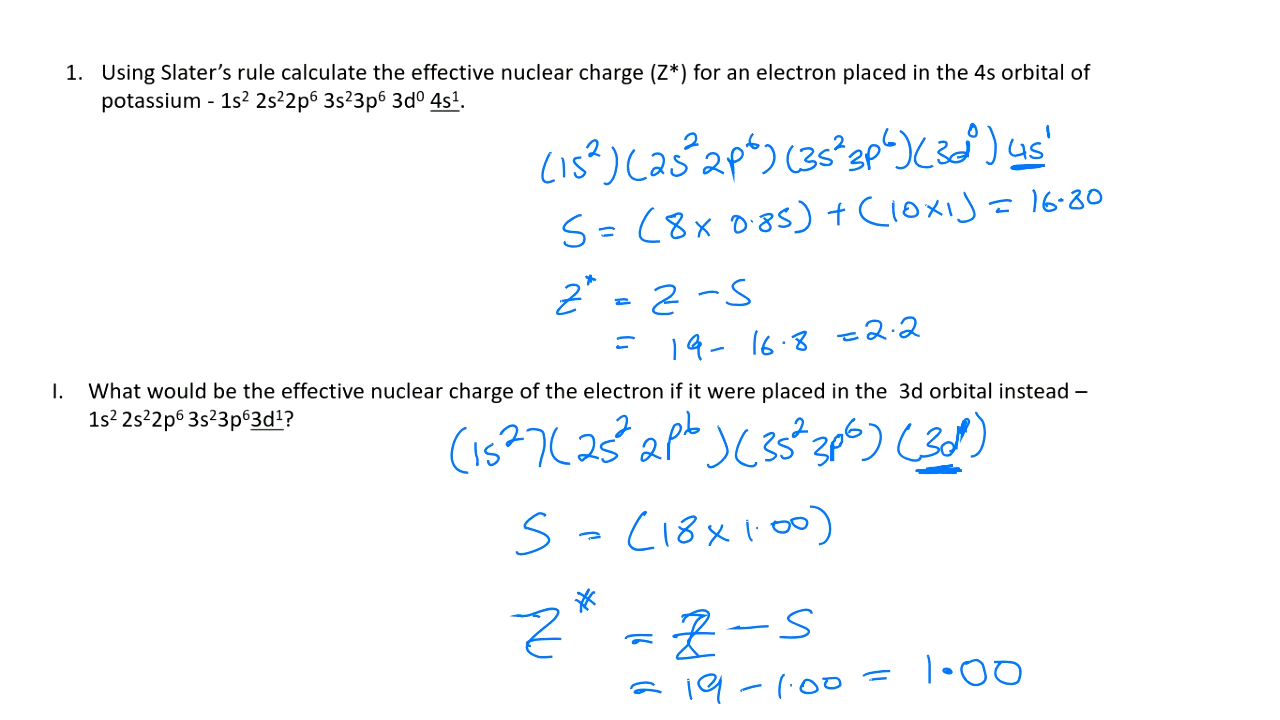 1. Using Slater's rule calculate the effective nuclear charge (Z*) for an electron placed in the 4s orbital of
potassium - 1s² 2s²2p⁶ 3s²3p⁶ 3d⁰ 4s¹.
(1s²)(2s²2p⁶)(3s²3p⁶)(3d⁰) 4s¹
S = (8 x 0.85) + (10x1) = 16.80
Z* = Z - S
= 19 - 16.8 = 2.2
I. What would be the effective nuclear charge of the electron if it were placed in the 3d orbital instead –
1s² 2s²2p⁶ 3s²3p⁶3d¹?
(1s²)(2s²2p⁶)(3s²3p⁶)(3d¹)
S = (18 x 1.00)
Z* = Z - S
= 19 - 1.00 = 1.00